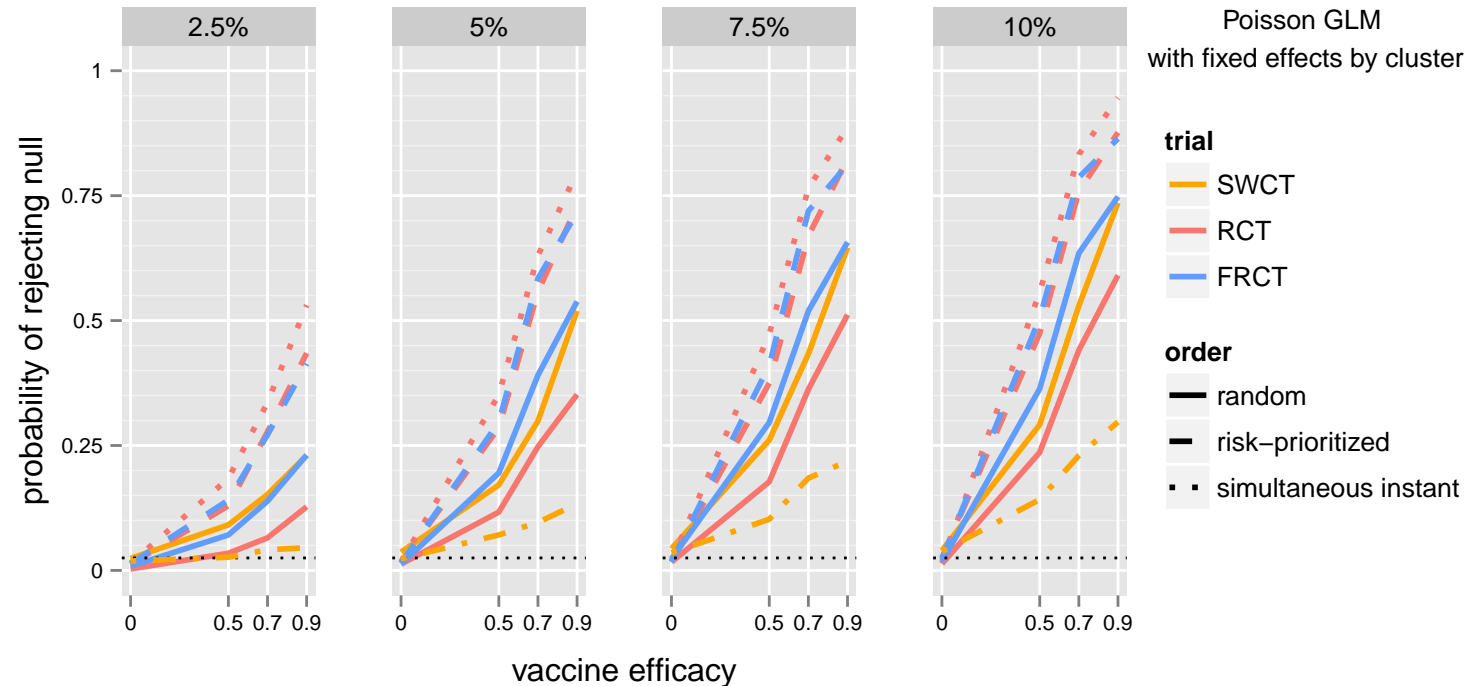 2.5%
5%
7.5%
10%
Poisson GLM
with fixed effects by cluster
probability of rejecting null
1
0.75
0.5
0.25
0
0 0.5 0.7 0.9
0 0.5 0.7 0.9
0 0.5 0.7 0.9
0 0.5 0.7 0.9
vaccine efficacy
trial
SWCT
RCT
FRCT
order
random
risk−prioritized
simultaneous instant